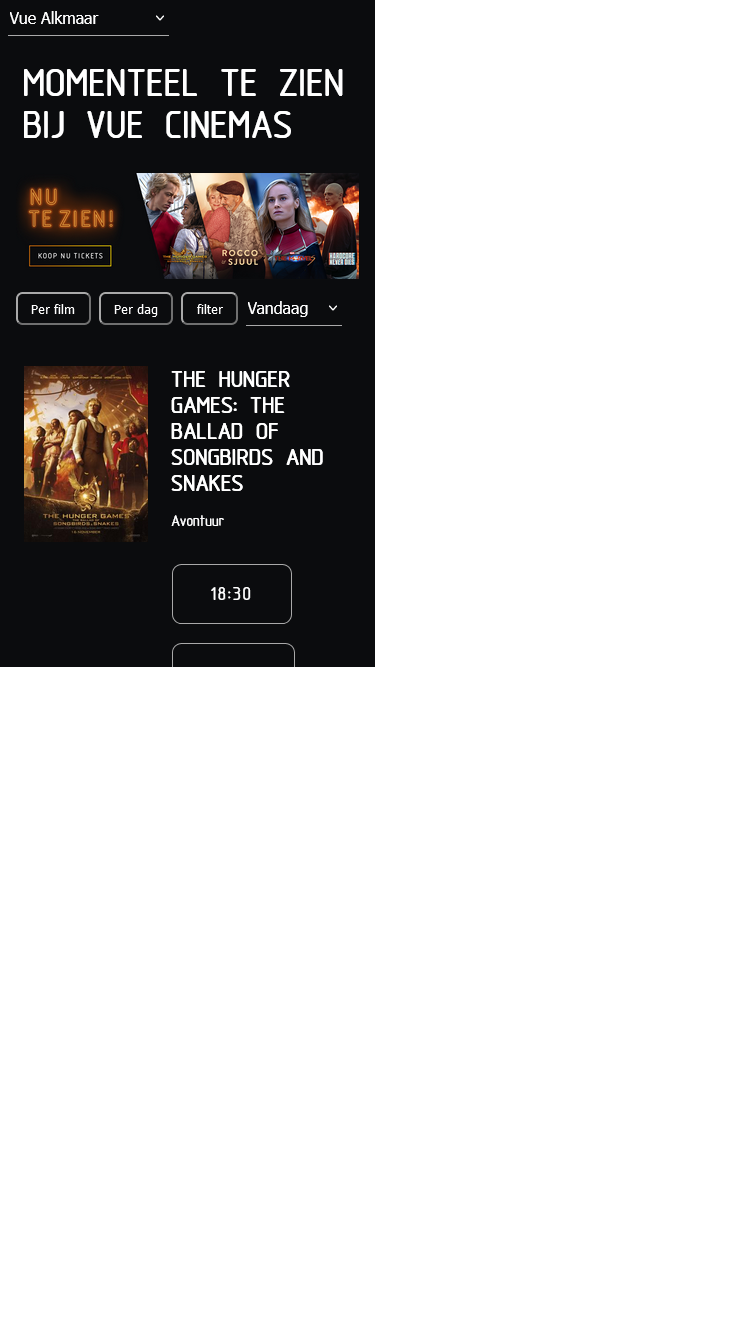 Vue Alkmaar
MOMENTEEL TE ZIEN
BIJ VUE CINEMAS
NU
TE ZIEN!
KOOP NU TICKETS
ROCCO
SJUUL
HARDCORE
NEVER DIES
Per film
Per dag
filter
Vandaag
THE HUNGER
GAMES: THE
BALLAD OF
SONGBIRDS AND
SNAKES
Avontuur
THE HUNGER GAMES
THE BALLAD OF
SONGBIRDS & SNAKES
18:30